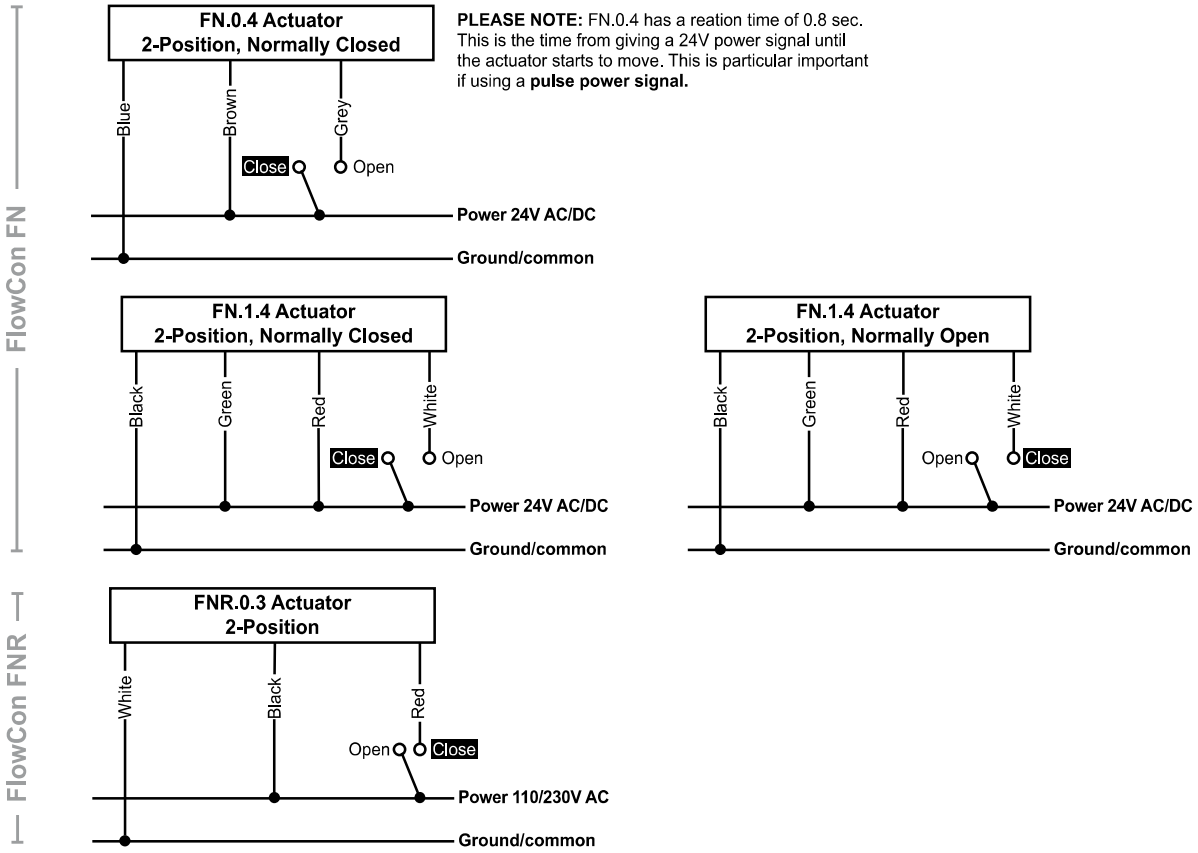 FlowCon FN
FN.0.4 Actuator
2-Position, Normally Closed
PLEASE NOTE: FN.0.4 has a reation time of 0.8 sec.
This is the time from giving a 24V power signal until
the actuator starts to move. This is particular important
if using a pulse power signal.
Blue
Brown
Grey
Close
Open
Power 24V AC/DC
Ground/common
FN.1.4 Actuator
2-Position, Normally Closed
Black
Green
Red
White
Close
Open
Power 24V AC/DC
Ground/common
FN.1.4 Actuator
2-Position, Normally Open
Black
Green
Red
White
Open
Close
Power 24V AC/DC
Ground/common
FlowCon FNR
FNR.0.3 Actuator
2-Position
White
Black
Red
Open
Close
Power 110/230V AC
Ground/common